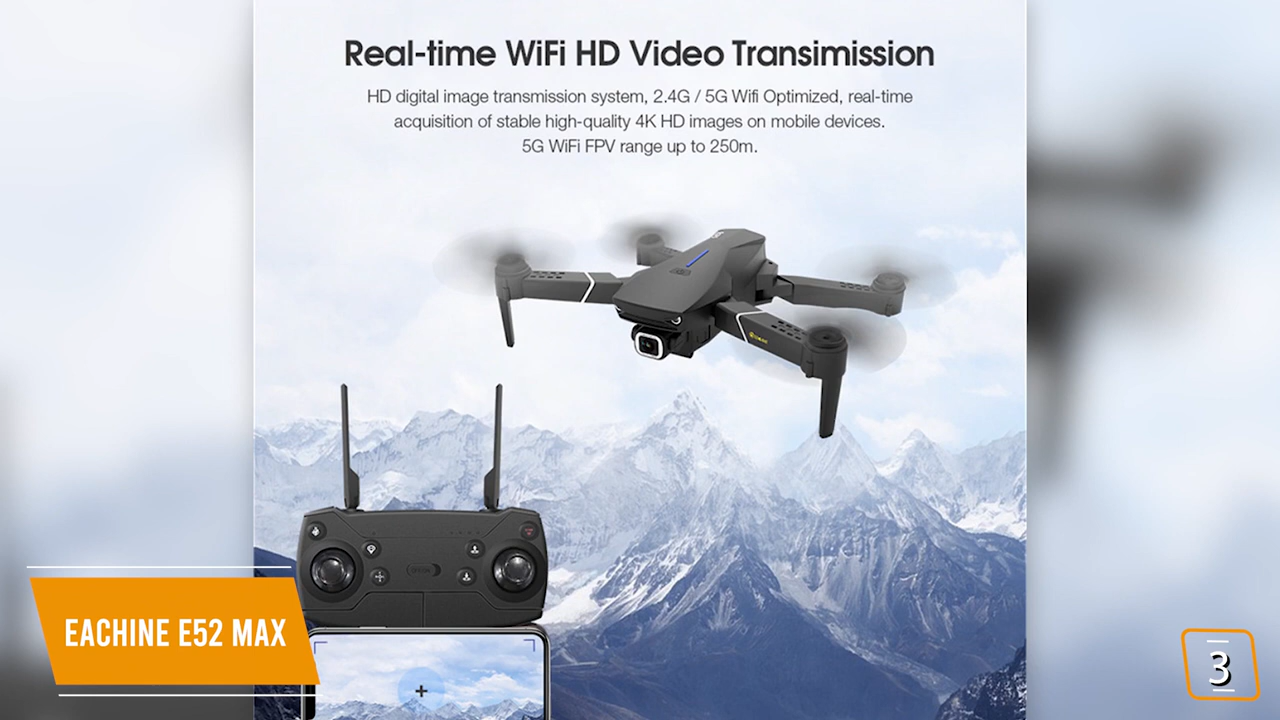 Real-time WiFi HD Video Transimission
HD digital image transmission system, 2.4G / 5G Wifi Optimized, real-time
acquisition of stable high-quality 4K HD images on mobile devices.
5G WiFi FPV range up to 250m.
EACHINE E52 MAX
3